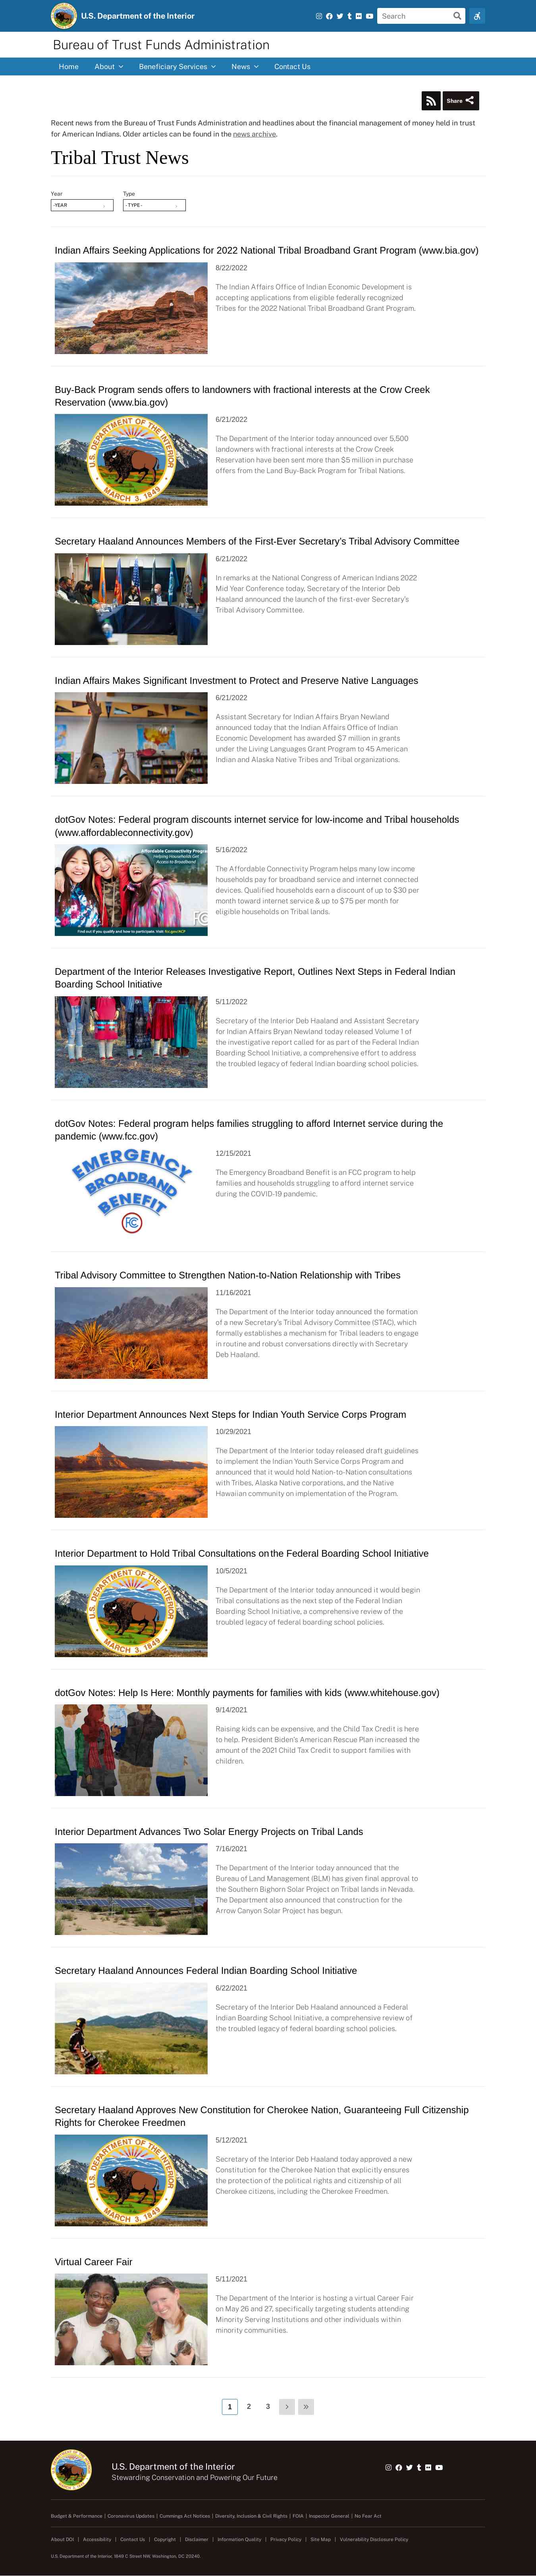 U.S. Department of the Interior
Search
Bureau of Trust Funds Administration
Home
About
Beneficiary Services
News
Contact Us
Share
Recent news from the Bureau of Trust Funds Administration and headlines about the financial management of money held in trust
for American Indians. Older articles can be found in the news archive.
Tribal Trust News
Year
Type
-YEAR
- TYPE -
Indian Affairs Seeking Applications for 2022 National Tribal Broadband Grant Program (www.bia.gov)
8/22/2022
The Indian Affairs Office of Indian Economic Development is
accepting applications from eligible federally recognized
Tribes for the 2022 National Tribal Broadband Grant Program.
Buy-Back Program sends offers to landowners with fractional interests at the Crow Creek
Reservation (www.bia.gov)
U.S. DEPARTMENT OF THE INTERIOR
MARCH 3, 1849
6/21/2022
The Department of the Interior today announced over 5,500
landowners with fractional interests at the Crow Creek
Reservation have been sent more than $5 million in purchase
offers from the Land Buy-Back Program for Tribal Nations.
Secretary Haaland Announces Members of the First-Ever Secretary's Tribal Advisory Committee
6/21/2022
In remarks at the National Congress of American Indians 2022
Mid Year Conference today, Secretary of the Interior Deb
Haaland announced the launch of the first-ever Secretary's
Tribal Advisory Committee.
Indian Affairs Makes Significant Investment to Protect and Preserve Native Languages
6/21/2022
Assistant Secretary for Indian Affairs Bryan Newland
announced today that the Indian Affairs Office of Indian
Economic Development has awarded $7 million in grants
under the Living Languages Grant Program to 45 American
Indian and Alaska Native Tribes and Tribal organizations.
dotGov Notes: Federal program discounts internet service for low-income and Tribal households
(www.affordableconnectivity.gov)
Affordable Connectivity Program
Helping Households Get
Access to Broadband
FC
Find out if you qualify and how to participate. Visit fcc.gov/ACP
5/16/2022
The Affordable Connectivity Program helps many low income
households pay for broadband service and internet connected
devices. Qualified households earn a discount of up to $30 per
month toward internet service & up to $75 per month for
eligible households on Tribal lands.
Department of the Interior Releases Investigative Report, Outlines Next Steps in Federal Indian
Boarding School Initiative
5/11/2022
Secretary of the Interior Deb Haaland and Assistant Secretary
for Indian Affairs Bryan Newland today released Volume 1 of
the investigative report called for as part of the Federal Indian
Boarding School Initiative, a comprehensive effort to address
the troubled legacy of federal Indian boarding school policies.
dotGov Notes: Federal program helps families struggling to afford Internet service during the
pandemic (www.fcc.gov)
EMERGENCY
BROADBAND
BENEFIT
FC
12/15/2021
The Emergency Broadband Benefit is an FCC program to help
families and households struggling to afford internet service
during the COVID-19 pandemic.
Tribal Advisory Committee to Strengthen Nation-to-Nation Relationship with Tribes
11/16/2021
The Department of the Interior today announced the formation
of a new Secretary's Tribal Advisory Committee (STAC), which
formally establishes a mechanism for Tribal leaders to engage
in routine and robust conversations directly with Secretary
Deb Haaland.
Interior Department Announces Next Steps for Indian Youth Service Corps Program
10/29/2021
The Department of the Interior today released draft guidelines
to implement the Indian Youth Service Corps Program and
announced that it would hold Nation-to-Nation consultations
with Tribes, Alaska Native corporations, and the Native
Hawaiian community on implementation of the Program.
Interior Department to Hold Tribal Consultations on the Federal Boarding School Initiative
U.S. DEPARTMENT OF THE INTERIOR
MARCH 3, 1849
10/5/2021
The Department of the Interior today announced it would begin
Tribal consultations as the next step of the Federal Indian
Boarding School Initiative, a comprehensive review of the
troubled legacy of federal boarding school policies.
dotGov Notes: Help Is Here: Monthly payments for families with kids (www.whitehouse.gov)
9/14/2021
Raising kids can be expensive, and the Child Tax Credit is here
to help. President Biden's American Rescue Plan increased the
amount of the 2021 Child Tax Credit to support families with
children.
Interior Department Advances Two Solar Energy Projects on Tribal Lands
7/16/2021
The Department of the Interior today announced that the
Bureau of Land Management (BLM) has given final approval to
the Southern Bighorn Solar Project on Tribal lands in Nevada.
The Department also announced that construction for the
Arrow Canyon Solar Project has begun.
Secretary Haaland Announces Federal Indian Boarding School Initiative
6/22/2021
Secretary of the Interior Deb Haaland announced a Federal
Indian Boarding School Initiative, a comprehensive review of
the troubled legacy of federal boarding school policies.
Secretary Haaland Approves New Constitution for Cherokee Nation, Guaranteeing Full Citizenship
Rights for Cherokee Freedmen
U.S. DEPARTMENT OF THE INTERIOR
MARCH 3, 1849
5/12/2021
Secretary of the Interior Deb Haaland today approved a new
Constitution for the Cherokee Nation that explicitly ensures
the protection of the political rights and citizenship of all
Cherokee citizens, including the Cherokee Freedmen.
Virtual Career Fair
5/11/2021
The Department of the Interior is hosting a virtual Career Fair
on May 26 and 27, specifically targeting students attending
Minority Serving Institutions and other individuals within
minority communities.
1 2 3 › »
U.S. Department of the Interior
Stewarding Conservation and Powering Our Future
Budget & Performance | Coronavirus Updates | Cummings Act Notices | Diversity, Inclusion & Civil Rights | FOIA | Inspector General | No Fear Act
About DOI | Accessibility | Contact Us | Copyright | Disclaimer | Information Quality | Privacy Policy | Site Map | Vulnerability Disclosure Policy
U.S. Department of the Interior, 1849 C Street NW, Washington, DC 20240.